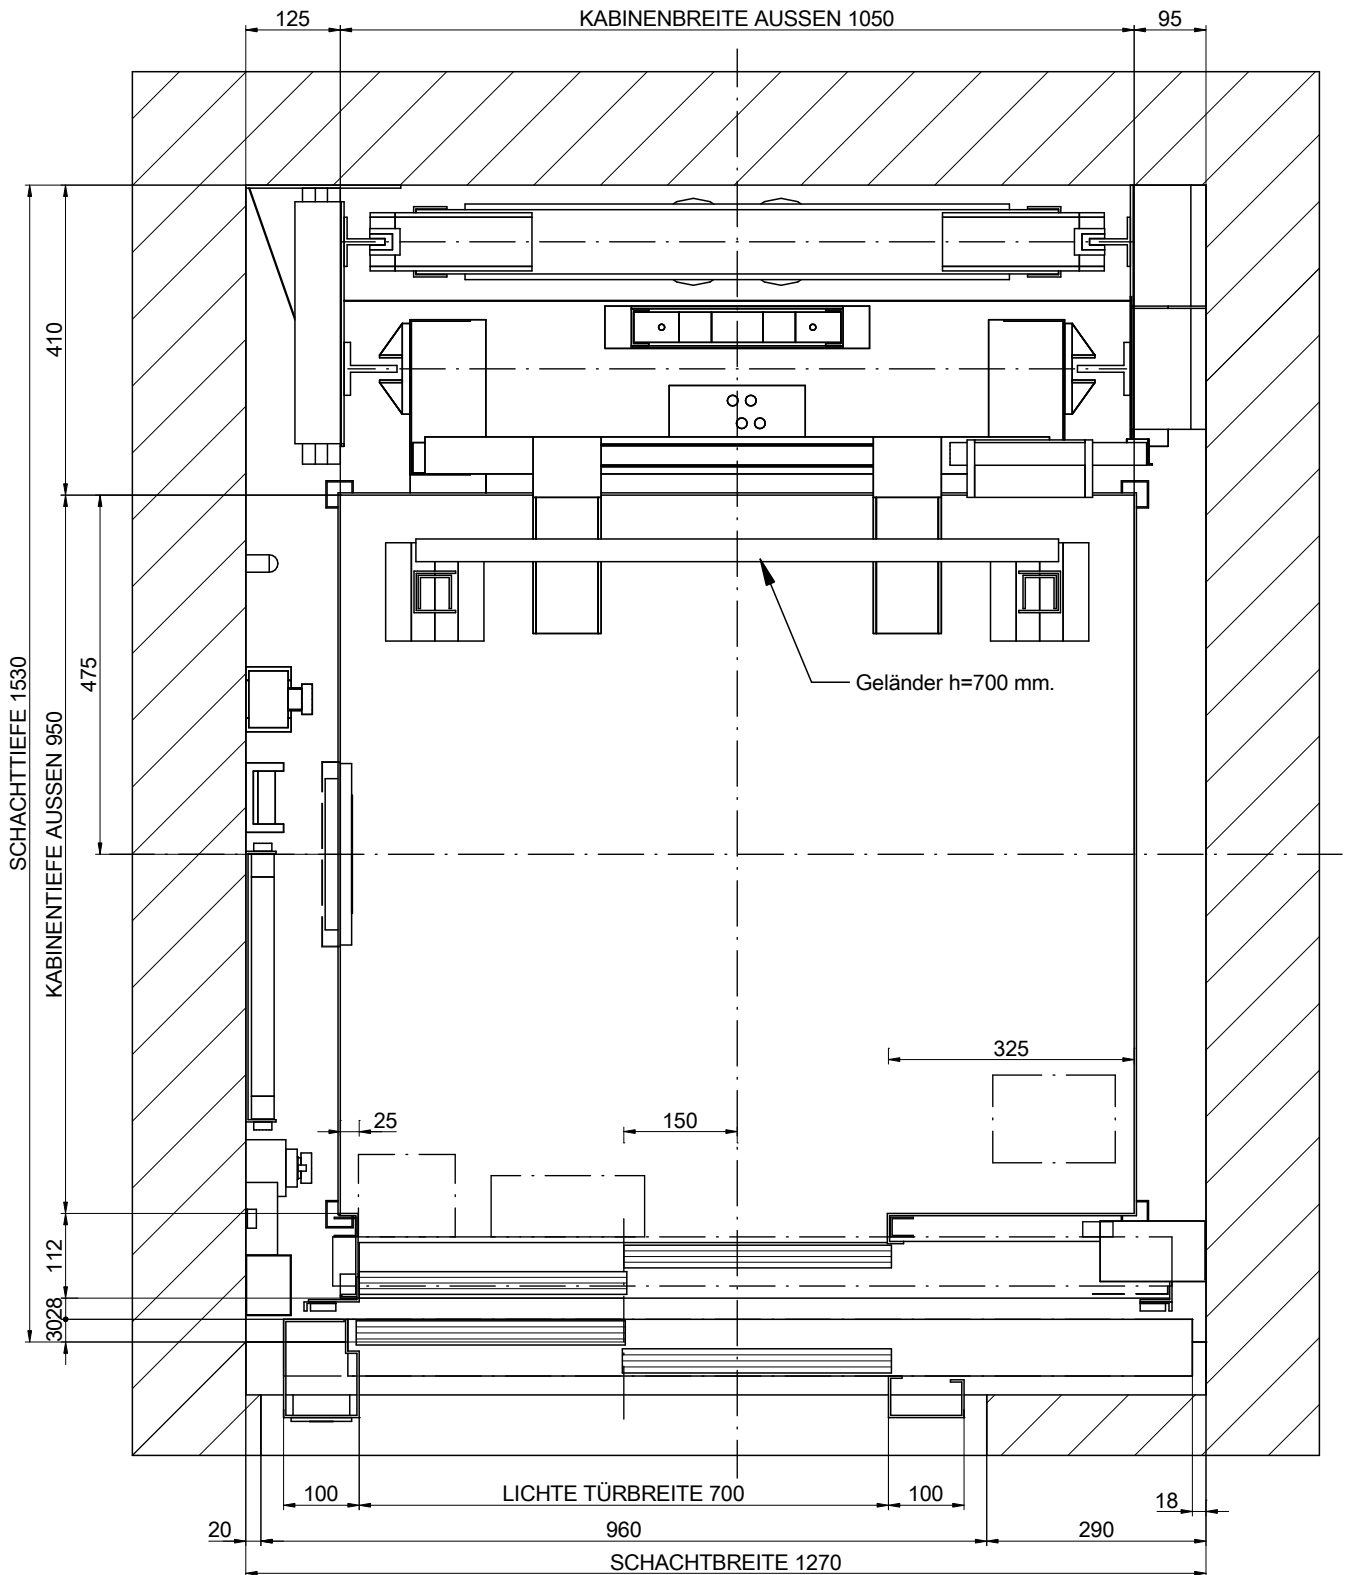 125
KABINENBREITE AUSSEN 1050
95
410
SCHACHTTIEFE 1530
KABINENTIEFE AUSSEN 950
475
Geländer h=700 mm.
325
25
150
112
28
30
100
LICHTE TÜRBREITE 700
100
18
20
960
290
SCHACHTBREITE 1270